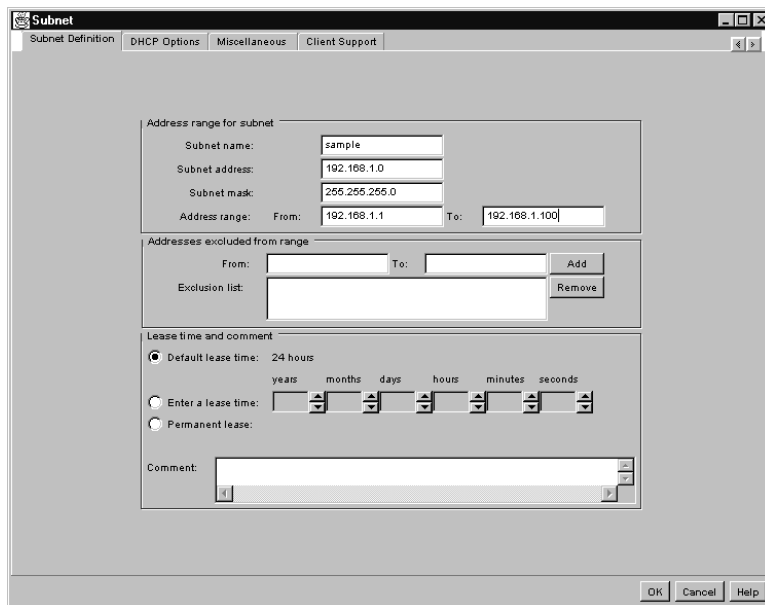 Subnet
Subnet Definition DHCP Options Miscellaneous Client Support
Address range for subnet
Subnet name: sample
Subnet address: 192.168.1.0
Subnet mask: 255.255.255.0
Address range: From: 192.168.1.1 To: 192.168.1.100
Addresses excluded from range
From: To: Add
Exclusion list: Remove
Lease time and comment
Default lease time: 24 hours
years months days hours minutes seconds
Enter a lease time:
Permanent lease:
Comment:
OK Cancel Help